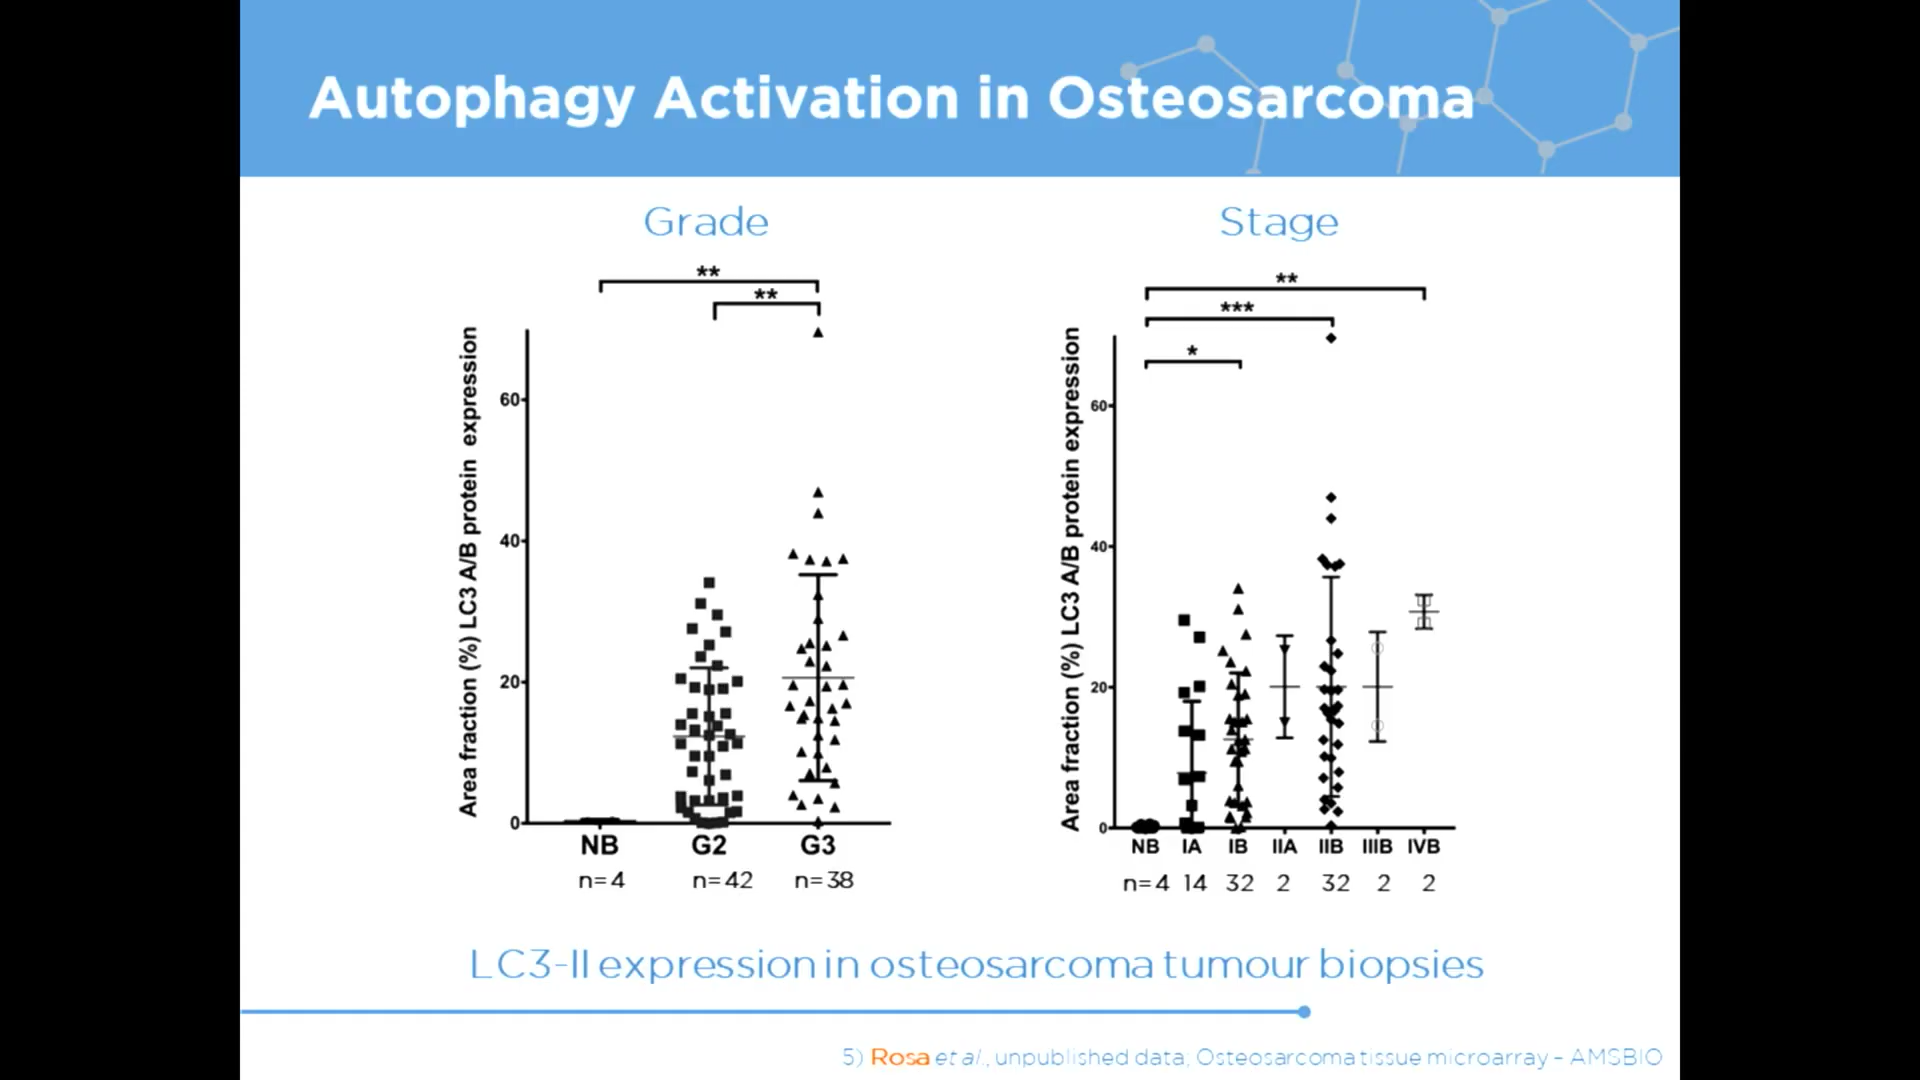 Autophagy Activation in Osteosarcoma
Grade
**
**
Area fraction (%) LC3 A/B protein expression
60
40
20
0
NB G2 G3
n=4 n=42 n=38
Stage
**
***
*
Area fraction (%) LC3 A/B protein expression
60
40
20
0
NB IA IB IIA IIB IIIB IVB
n=4 14 32 2 32 2 2
LC3-II expression in osteosarcoma tumour biopsies
5) Rosa et al., unpublished data; Osteosarcoma tissue microarray – AMSBIO